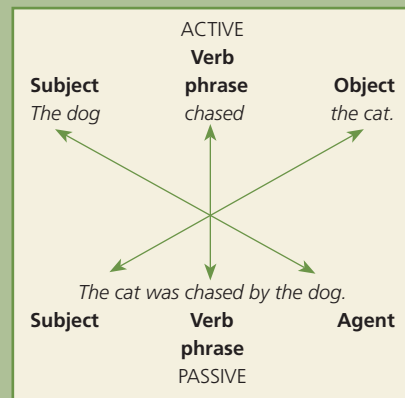 ACTIVE
Verb
Subject phrase Object
The dog chased the cat.
The cat was chased by the dog.
Subject Verb Agent
phrase
PASSIVE